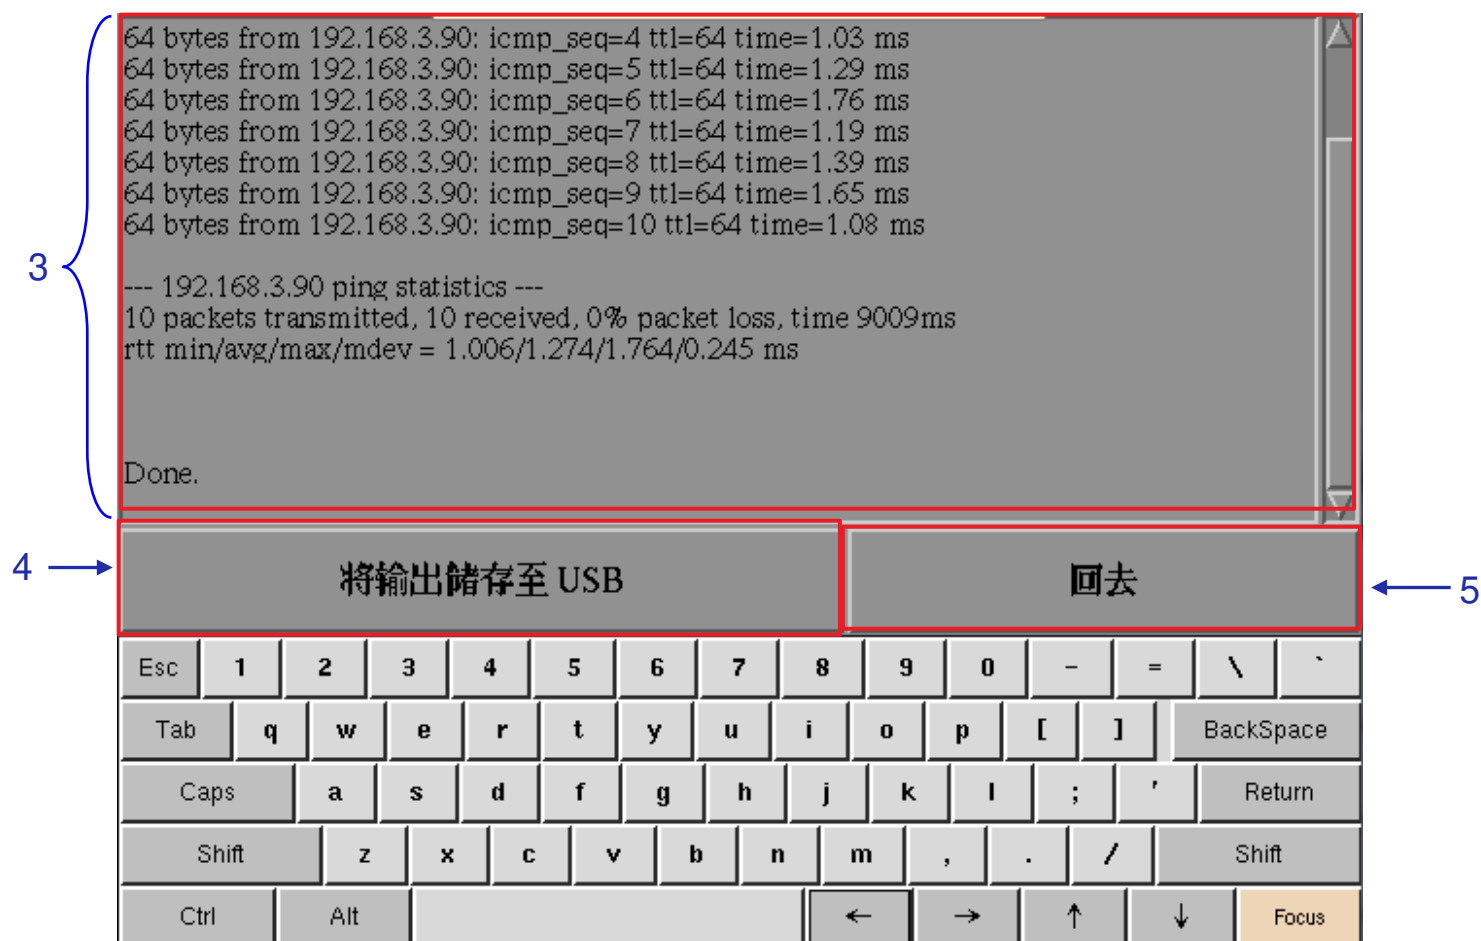 64 bytes from 192.168.3.90: icmp_seq=4 ttl=64 time=1.03 ms
64 bytes from 192.168.3.90: icmp_seq=5 ttl=64 time=1.29 ms
64 bytes from 192.168.3.90: icmp_seq=6 ttl=64 time=1.76 ms
64 bytes from 192.168.3.90: icmp_seq=7 ttl=64 time=1.19 ms
64 bytes from 192.168.3.90: icmp_seq=8 ttl=64 time=1.39 ms
64 bytes from 192.168.3.90: icmp_seq=9 ttl=64 time=1.65 ms
64 bytes from 192.168.3.90: icmp_seq=10 ttl=64 time=1.08 ms
3
--- 192.168.3.90 ping statistics ---
10 packets transmitted, 10 received, 0% packet loss, time 9009ms
rtt min/avg/max/mdev = 1.006/1.274/1.764/0.245 ms
Done.
4 将输出儲存至 USB 回去 5
Esc 1 2 3 4 5 6 7 8 9 0 - = \ `
Tab q w e r t y u i o p [ ] BackSpace
Caps a s d f g h j k l ; ' Return
Shift z x c v b n m , . / Shift
Ctrl Alt ← → ↑ ↓ Focus